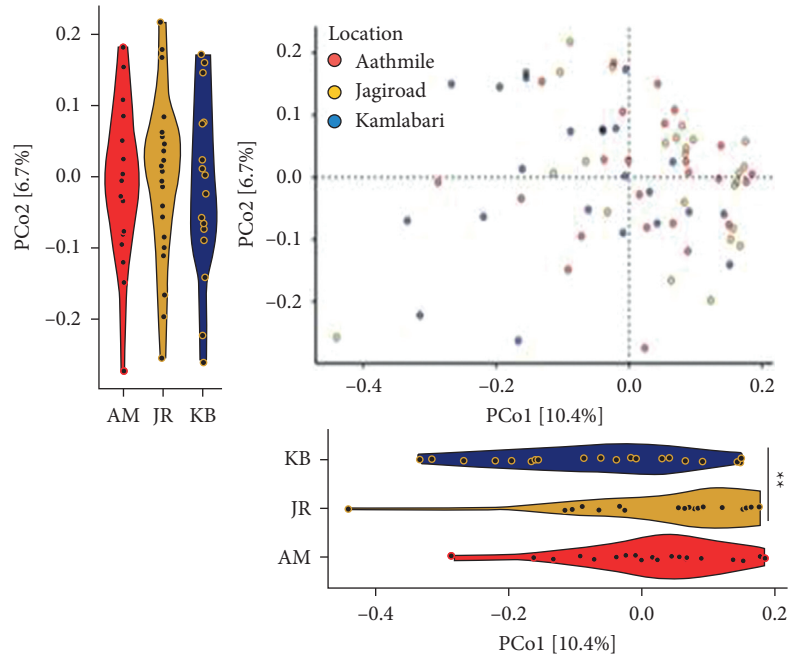 0.2
0.1
0.0
−0.1
−0.2
PCo2 [6.7%]
AM JR KB
Location
Aathmile
Jagiroad
Kamlabari
0.2
0.1
0.0
−0.1
−0.2
PCo2 [6.7%]
−0.4 −0.2 0.0 0.2
PCo1 [10.4%]
KB
JR
AM
**
−0.4 −0.2 0.0 0.2
PCo1 [10.4%]